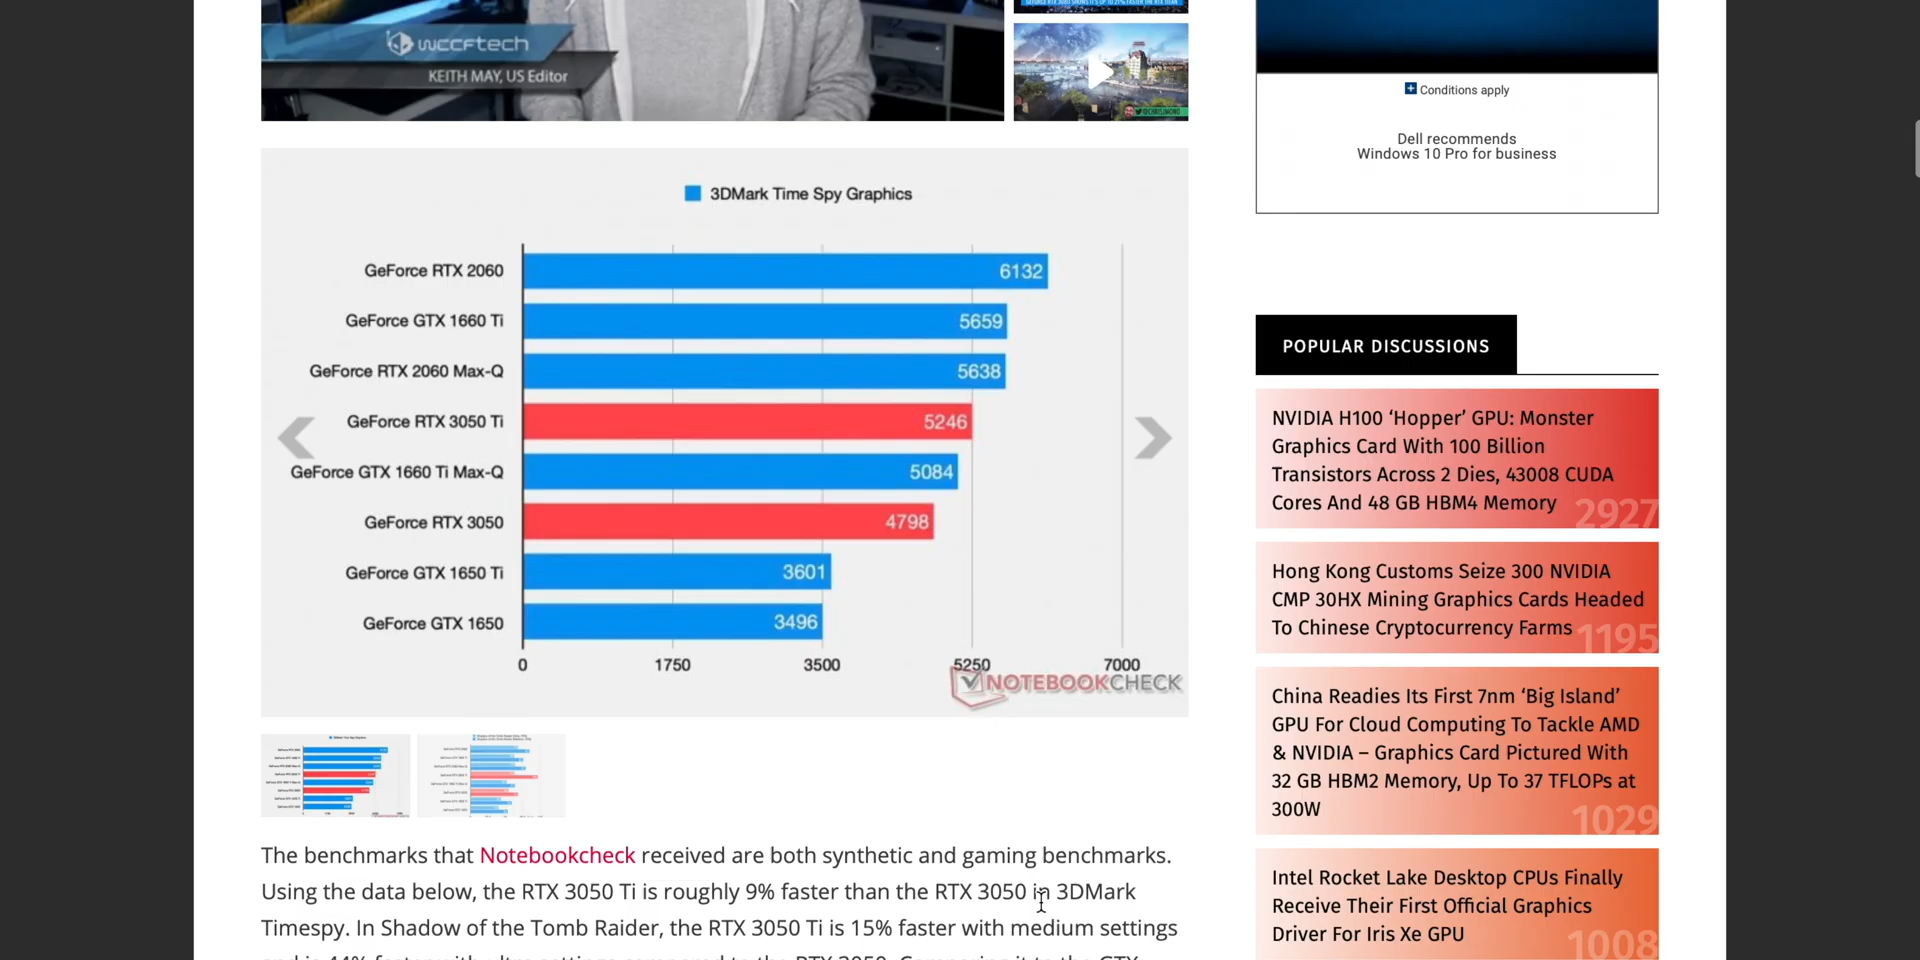 wccftech
KEITH MAY, US Editor
Conditions apply
Dell recommends
Windows 10 Pro for business
3DMark Time Spy Graphics
GeForce RTX 2060 6132
GeForce GTX 1660 Ti 5659
GeForce RTX 2060 Max-Q 5638
GeForce RTX 3050 Ti 5246
GeForce GTX 1660 Ti Max-Q 5084
GeForce RTX 3050 4798
GeForce GTX 1650 Ti 3601
GeForce GTX 1650 3496
0 1750 3500 5250 7000
NOTEBOOKCHECK
The benchmarks that Notebookcheck received are both synthetic and gaming benchmarks.
Using the data below, the RTX 3050 Ti is roughly 9% faster than the RTX 3050 in 3DMark
Timespy. In Shadow of the Tomb Raider, the RTX 3050 Ti is 15% faster with medium settings
POPULAR DISCUSSIONS
NVIDIA H100 ‘Hopper’ GPU: Monster
Graphics Card With 100 Billion
Transistors Across 2 Dies, 43008 CUDA
Cores And 48 GB HBM4 Memory
2927
Hong Kong Customs Seize 300 NVIDIA
CMP 30HX Mining Graphics Cards Headed
To Chinese Cryptocurrency Farms
1195
China Readies Its First 7nm ‘Big Island’
GPU For Cloud Computing To Tackle AMD
& NVIDIA – Graphics Card Pictured With
32 GB HBM2 Memory, Up To 37 TFLOPs at
300W
1029
Intel Rocket Lake Desktop CPUs Finally
Receive Their First Official Graphics
Driver For Iris Xe GPU
1008